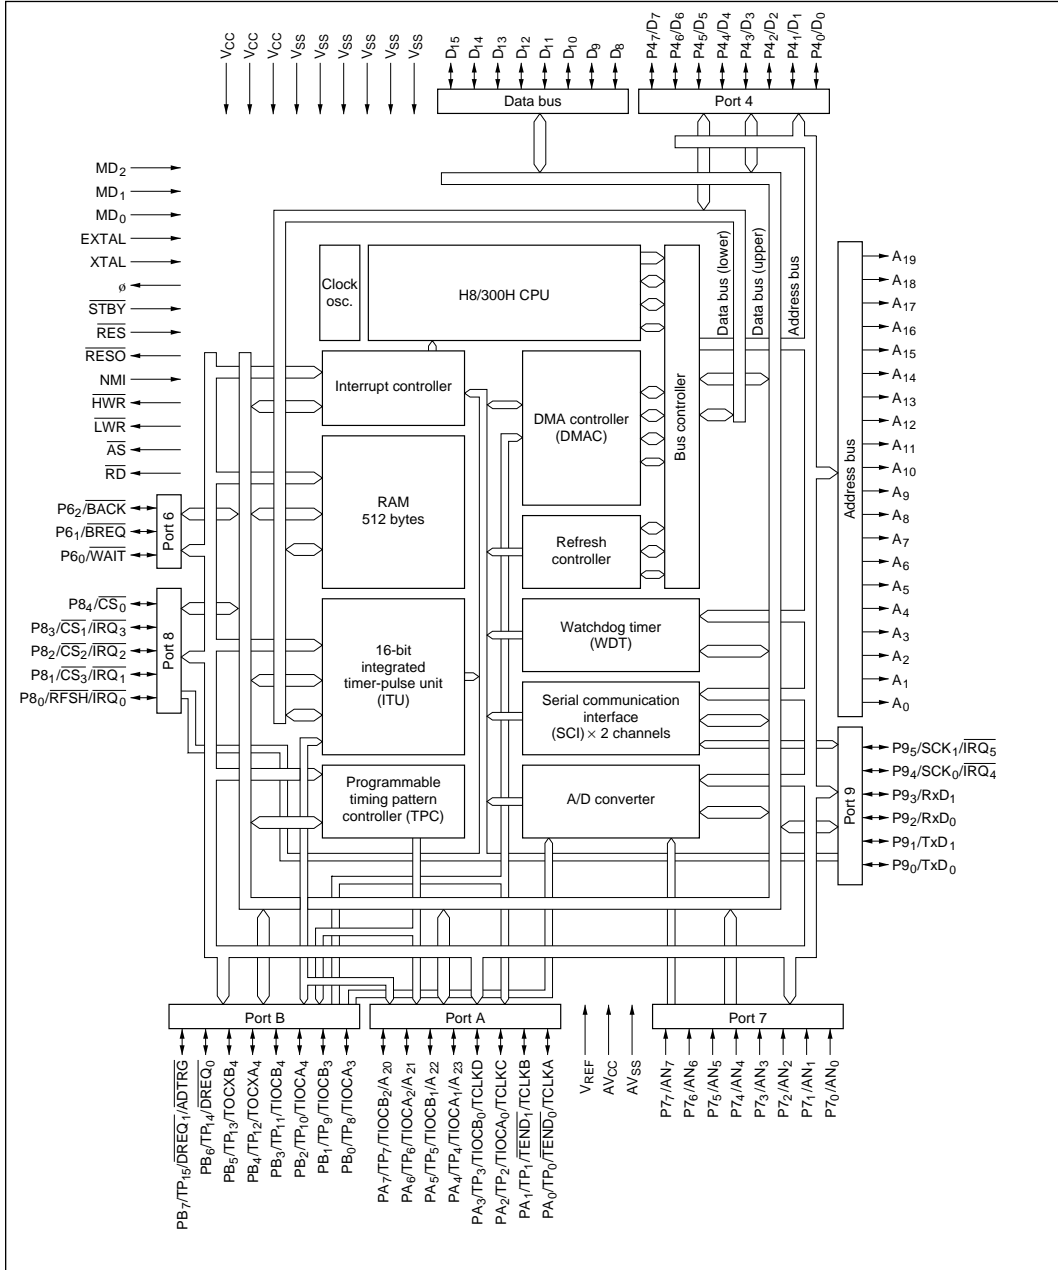 VCC
VCC
VCC
VSS
VSS
VSS
VSS
VSS
VSS
D15
D14
D13
D12
D11
D10
D9
D8
P47/D7
P46/D6
P45/D5
P44/D4
P43/D3
P42/D2
P41/D1
P40/D0
Data bus
Port 4
MD2
MD1
MD0
EXTAL
XTAL
ø
STBY
RES
RESO
NMI
HWR
LWR
AS
RD
P62/BACK
P61/BREQ
P60/WAIT
Port 6
P84/CS0
P83/CS1/IRQ3
P82/CS2/IRQ2
P81/CS3/IRQ1
P80/RFSH/IRQ0
Port 8
Clock
osc.
H8/300H CPU
Interrupt controller
RAM
512 bytes
16-bit
integrated
timer-pulse unit
(ITU)
Programmable
timing pattern
controller (TPC)
DMA controller
(DMAC)
Refresh
controller
Watchdog timer
(WDT)
Serial communication
interface
(SCI) × 2 channels
A/D converter
Bus controller
Data bus (lower)
Data bus (upper)
Address bus
Address bus
A19
A18
A17
A16
A15
A14
A13
A12
A11
A10
A9
A8
A7
A6
A5
A4
A3
A2
A1
A0
Port 9
P95/SCK1/IRQ5
P94/SCK0/IRQ4
P93/RxD1
P92/RxD0
P91/TxD1
P90/TxD0
Port B
Port A
Port 7
PB7/TP15/DREQ1/ADTRG
PB6/TP14/DREQ0
PB5/TP13/TOCXB4
PB4/TP12/TOCXA4
PB3/TP11/TIOCB4
PB2/TP10/TIOCA4
PB1/TP9/TIOCB3
PB0/TP8/TIOCA3
PA7/TP7/TIOCB2/A20
PA6/TP6/TIOCA2/A21
PA5/TP5/TIOCB1/A22
PA4/TP4/TIOCA1/A23
PA3/TP3/TIOCB0/TCLKD
PA2/TP2/TIOCA0/TCLKC
PA1/TP1/TEND1/TCLKB
PA0/TP0/TEND0/TCLKA
VREF
AVCC
AVSS
P77/AN7
P76/AN6
P75/AN5
P74/AN4
P73/AN3
P72/AN2
P71/AN1
P70/AN0